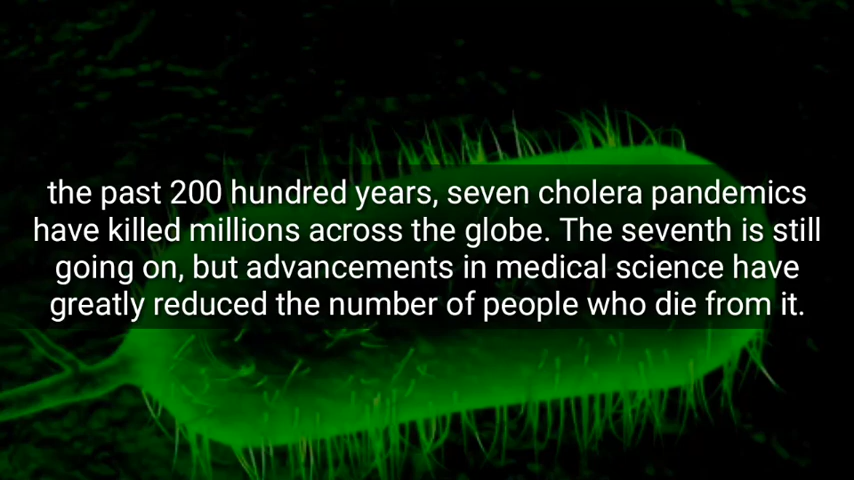 the past 200 hundred years, seven cholera pandemics
have killed millions across the globe. The seventh is still
going on, but advancements in medical science have
greatly reduced the number of people who die from it.